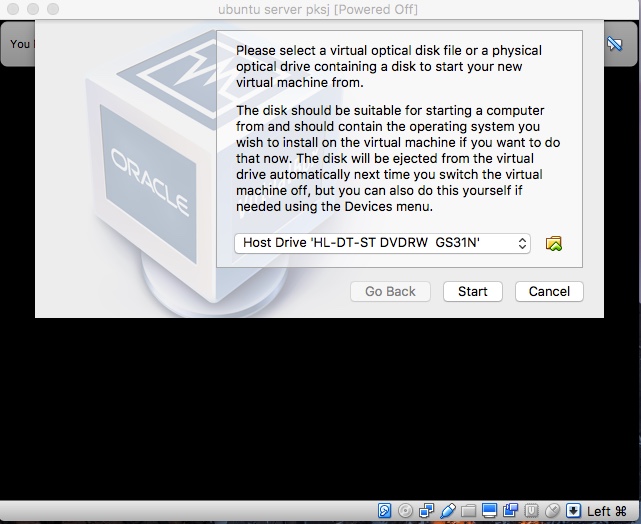 ubuntu server pksj [Powered Off]
You
Please select a virtual optical disk file or a physical
optical drive containing a disk to start your new
virtual machine from.
The disk should be suitable for starting a computer
from and should contain the operating system you
wish to install on the virtual machine if you want to do
that now. The disk will be ejected from the virtual
drive automatically next time you switch the virtual
machine off, but you can also do this yourself if
needed using the Devices menu.
ORACLE
Host Drive 'HL-DT-ST DVDRW  GS31N'
Go Back
Start
Cancel
Left ⌘